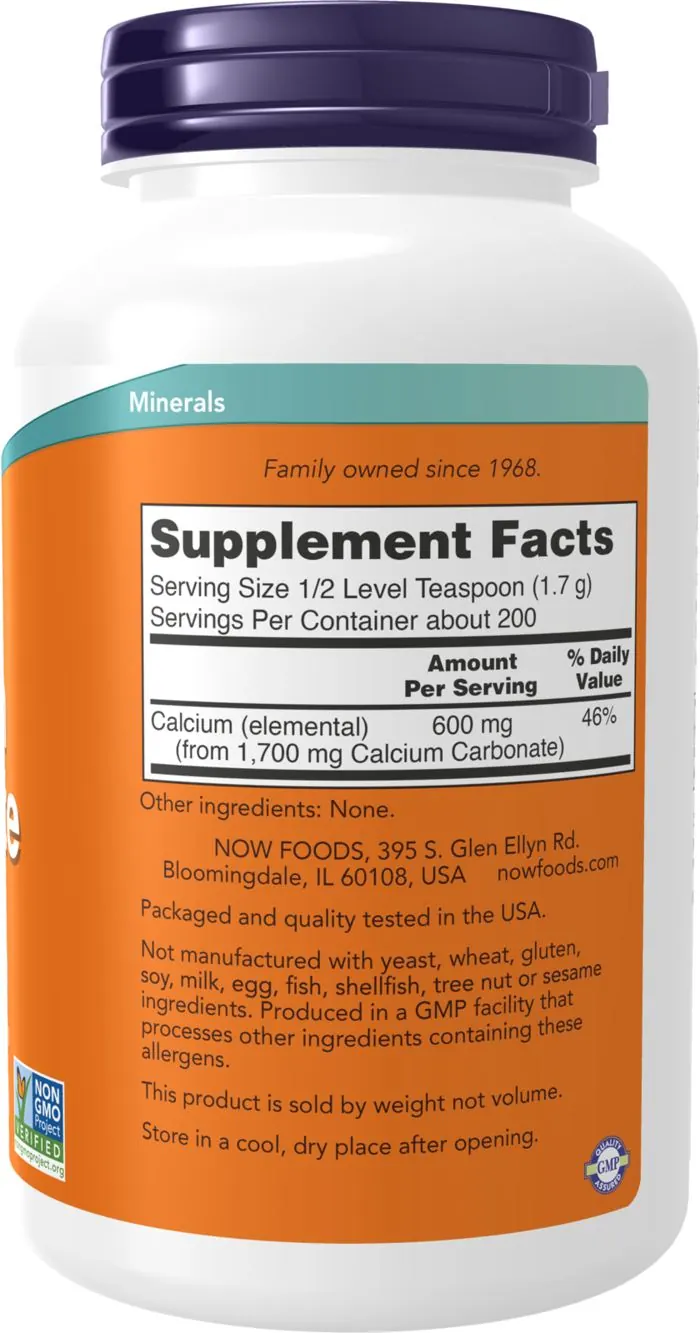 Minerals
Family owned since 1968.
Supplement Facts
Serving Size 1/2 Level Teaspoon (1.7 g)
Servings Per Container about 200
Amount Per Serving
% Daily Value
Calcium (elemental) 600 mg 46%
(from 1,700 mg Calcium Carbonate)
Other ingredients: None.
NOW FOODS, 395 S. Glen Ellyn Rd.
Bloomingdale, IL 60108, USA nowfoods.com
Packaged and quality tested in the USA.
Not manufactured with yeast, wheat, gluten,
soy, milk, egg, fish, shellfish, tree nut or sesame
ingredients. Produced in a GMP facility that
processes other ingredients containing these
allergens.
This product is sold by weight not volume.
Store in a cool, dry place after opening.
NON
GMO
Project
VERIFIED
QUALITY
GMP
ASSURED